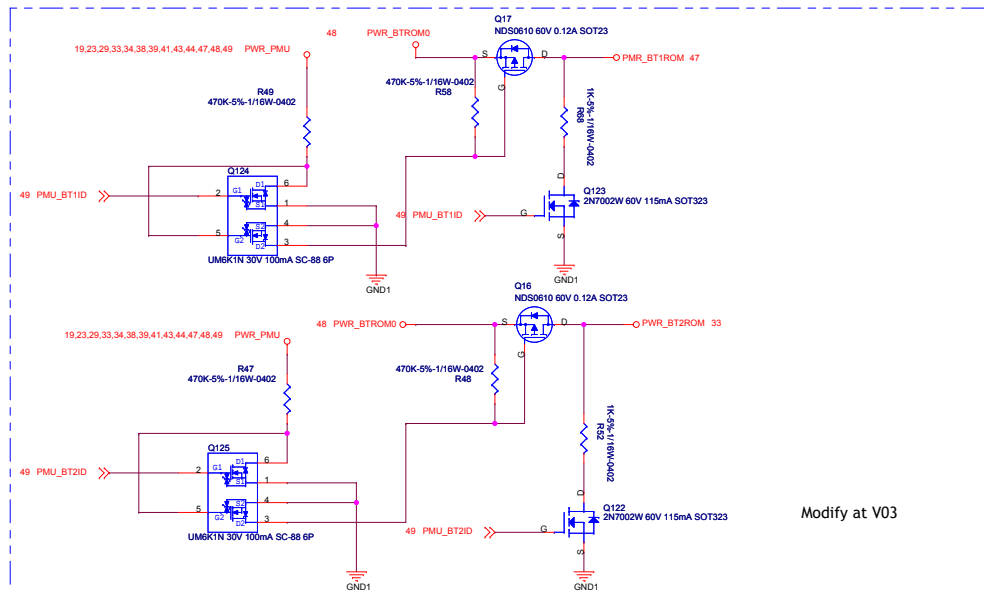 Q17
NDS0610 60V 0.12A SOT23
48 PWR_BTROM0
S D
G
PMR_BT1ROM 47
19,23,29,33,34,38,39,41,43,44,47,48,49 PWR_PMU
R49
470K-5%-1/16W-0402
470K-5%-1/16W-0402
R58
1K-5%-1/16W-0402
R68
Q124
49 PMU_BT1ID
2 G1 D1 6
S1 1
S2 4
5 G2 D2 3
UM6K1N 30V 100mA SC-88 6P
GND1
49 PMU_BT1ID
D
G
S
Q123
2N7002W 60V 115mA SOT323
GND1
Q16
NDS0610 60V 0.12A SOT23
48 PWR_BTROM0
S D
G
PWR_BT2ROM 33
19,23,29,33,34,38,39,41,43,44,47,48,49 PWR_PMU
R47
470K-5%-1/16W-0402
470K-5%-1/16W-0402
R48
1K-5%-1/16W-0402
R52
Q125
49 PMU_BT2ID
2 G1 D1 6
S1 1
S2 4
5 G2 D2 3
UM6K1N 30V 100mA SC-88 6P
GND1
49 PMU_BT2ID
D
G
S
Q122
2N7002W 60V 115mA SOT323
GND1
Modify at V03